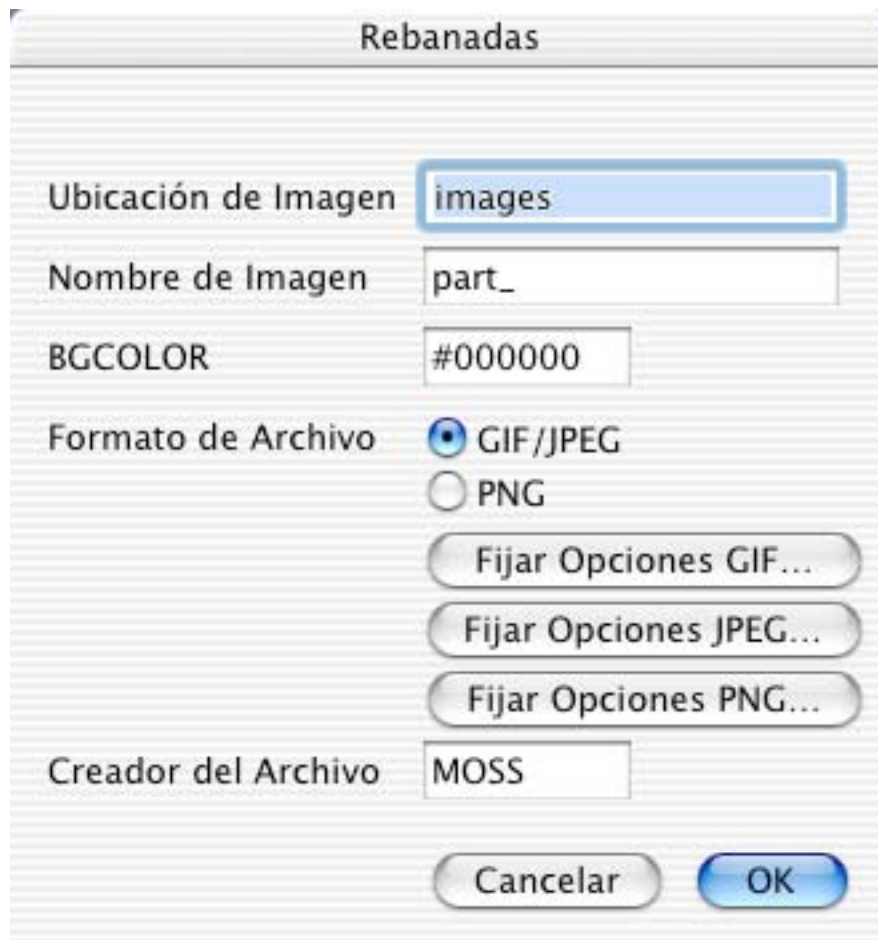 Rebanadas
Ubicación de Imagen images
Nombre de Imagen part_
BGCOLOR #000000
Formato de Archivo GIF/JPEG
PNG
Fijar Opciones GIF...
Fijar Opciones JPEG...
Fijar Opciones PNG...
Creador del Archivo MOSS
Cancelar OK